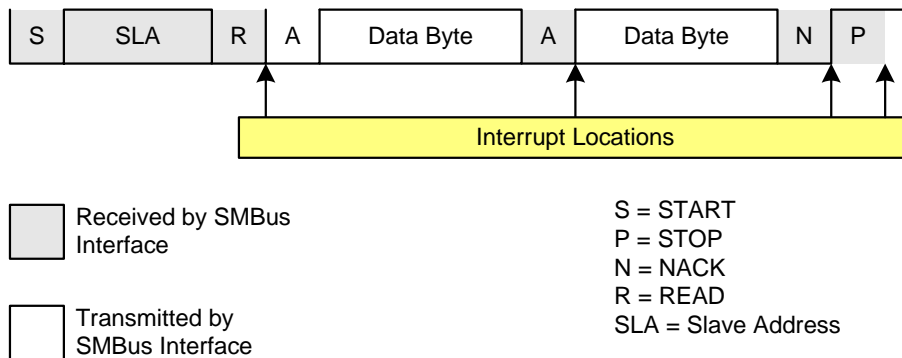 S SLA R A Data Byte A Data Byte N P
Interrupt Locations
Received by SMBus
Interface
Transmitted by
SMBus Interface
S = START
P = STOP
N = NACK
R = READ
SLA = Slave Address